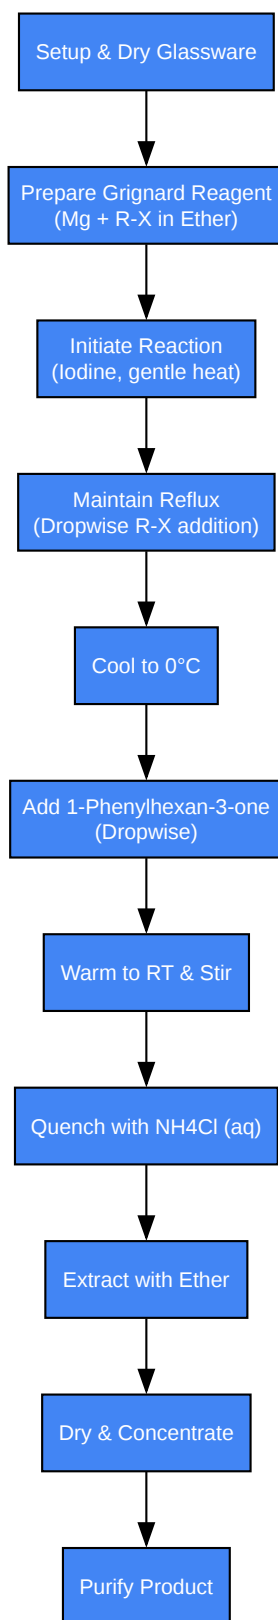 Setup & Dry Glassware
Prepare Grignard Reagent
(Mg + R-X in Ether)
Initiate Reaction
(Iodine, gentle heat)
Maintain Reflux
(Dropwise R-X addition)
Cool to 0°C
Add 1-Phenylhexan-3-one
(Dropwise)
Warm to RT & Stir
Quench with NH4Cl (aq)
Extract with Ether
Dry & Concentrate
Purify Product